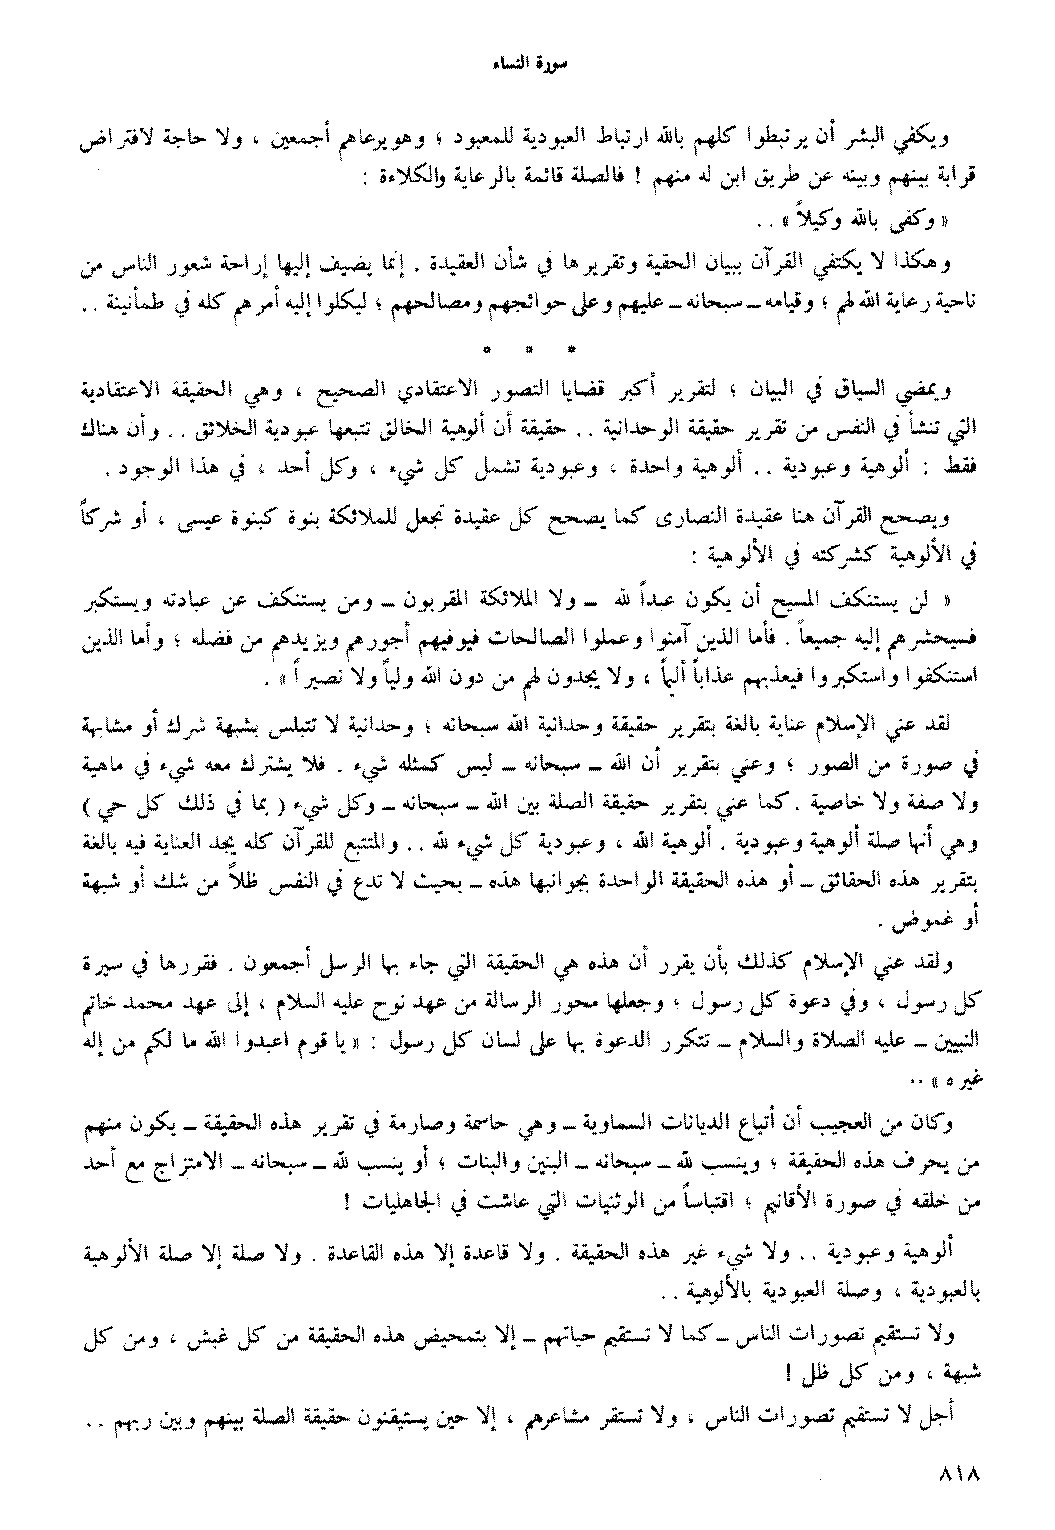 سورة النساء
ويكفي البشر أن يرتبطوا كلهم بالله ارتباط العبودية للمعبود ؛ وهو يرعاهم أجمعين ، ولا حاجة لافتراض
قرابة بينهم وبينه عن طريق ابن له منهم ! فالصلة قائمة بالرعاية والكلاءة :
« وكفى بالله وكيلاً » ..
وهكذا لا يكتفي القرآن ببيان الحقية وتقريرها في شأن العقيدة . إنما يضيف إليها إراحة شعور الناس من
ناحية رعاية الله لهم ؛ وقيامه – سبحانه – عليهم وعلى حوائجهم ومصالحهم ؛ ليكلوا إليه أمرهم كله في طمأنينة ..
* * *
ويمضي السياق في البيان ؛ لتقرير أكبر قضايا التصور الاعتقادي الصحيح ، وهي الحقيقة الاعتقادية
التي تنشأ في النفس من تقرير حقيقة الوحدانية .. حقيقة أن ألوهية الخالق تتبعها عبودية الخلائق .. وأن هناك
فقط : ألوهية وعبودية .. ألوهية واحدة ، وعبودية تشمل كل شيء ، وكل أحد ، في هذا الوجود .
ويصحح القرآن هنا عقيدة النصارى كما يصحح كل عقيدة تجعل للملائكة بنوة كبنوة عيسى ، أو شركاً
في الألوهية كشركته في الألوهية :
« لن يستنكف المسيح أن يكون عبداً لله – ولا الملائكة المقربون – ومن يستنكف عن عبادته ويستكبر
فسيحشرهم إليه جميعاً . فأما الذين آمنوا وعملوا الصالحات فيوفيهم أجورهم ويزيدهم من فضله ؛ وأما الذين
استنكفوا واستكبروا فيعذبهم عذاباً أليماً ، ولا يجدون لهم من دون الله ولياً ولا نصيراً » .
لقد عني الإسلام عناية بالغة بتقرير حقيقة وحدانية الله سبحانه ؛ وحدانية لا تتلبس بشبهة شرك أو مشابهة
في صورة من الصور ؛ وعني بتقرير أن الله – سبحانه – ليس كمثله شيء . فلا يشترك معه شيء في ماهية
ولا صفة ولا خاصية . كما عني بتقرير حقيقة الصلة بين الله – سبحانه – وكل شيء ( بما في ذلك كل حي )
وهي أنها صلة ألوهية وعبودية . ألوهية الله ، وعبودية كل شيء لله .. والمتتبع للقرآن كله يجد العناية فيه بالغة
بتقرير هذه الحقائق – أو هذه الحقيقة الواحدة بجوانبها هذه – بحيث لا تدع في النفس ظلاً من شك أو شبهة
أو غموض .
ولقد عني الإسلام كذلك بأن يقرر أن هذه هي الحقيقة التي جاء بها الرسل أجمعون . فقررها في سيرة
كل رسول ، وفي دعوة كل رسول ؛ وجعلها محور الرسالة من عهد نوح عليه السلام ، إلى عهد محمد خاتم
النبيين – عليه الصلاة والسلام – تتكرر الدعوة بها على لسان كل رسول : « يا قوم اعبدوا الله ما لكم من إله
غيره » ..
وكان من العجيب أن أتباع الديانات السماوية – وهي حاسمة وصارمة في تقرير هذه الحقيقة – يكون منهم
من يحرف هذه الحقيقة ؛ وينسب لله – سبحانه – البنين والبنات ؛ أو ينسب لله – سبحانه – الامتزاج مع أحد
من خلقه في صورة الأقانيم ؛ اقتباساً من الوثنيات التي عاشت في الجاهليات !
ألوهية وعبودية .. ولا شيء غير هذه الحقيقة . ولا قاعدة إلا هذه القاعدة . ولا صلة إلا صلة الألوهية
بالعبودية ، وصلة العبودية بالألوهية ..
ولا تستقيم تصورات الناس – كما لا تستقيم حياتهم – إلا بتمحيض هذه الحقيقة من كل غبش ، ومن كل
شبهة ، ومن كل ظل !
أجل لا تستقيم تصورات الناس ، ولا تستقر مشاعرهم ، إلا حين يستيقنون حقيقة الصلة بينهم وبين ربهم ..
٨١٨